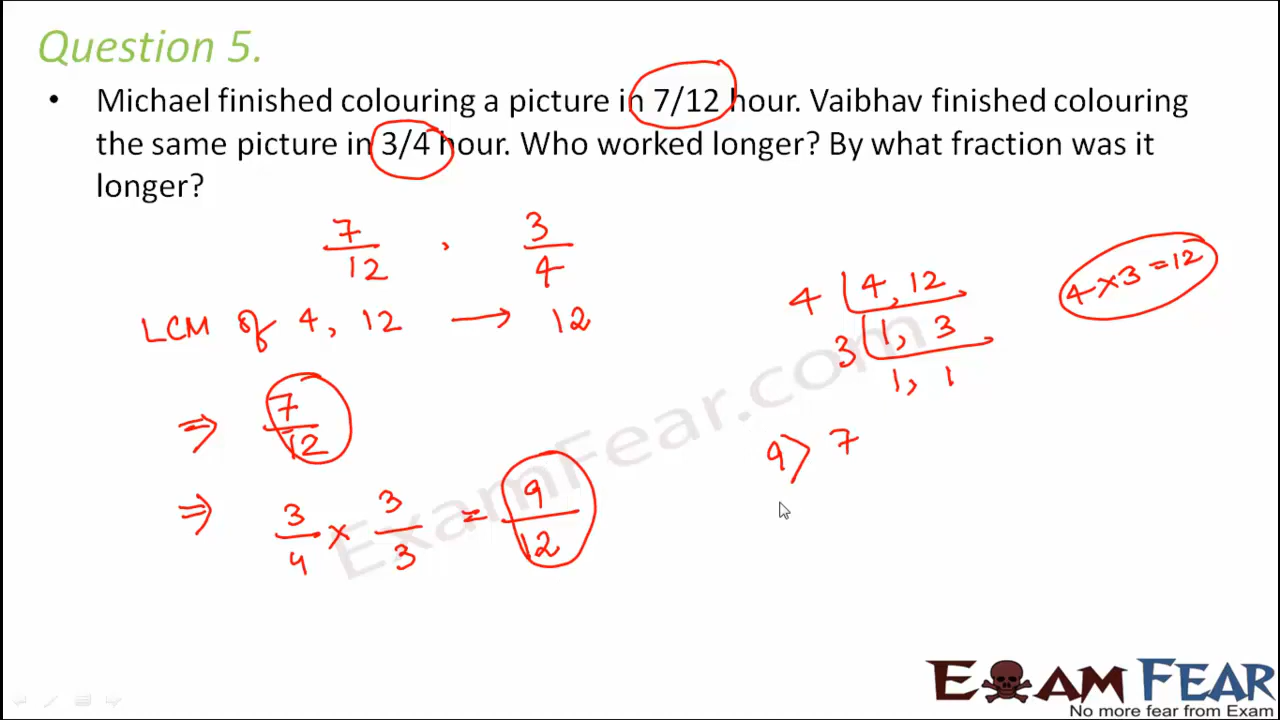 Question 5.
• Michael finished colouring a picture in 7/12 hour. Vaibhav finished colouring
the same picture in 3/4 hour. Who worked longer? By what fraction was it
longer?
7/12 , 3/4
LCM of 4, 12 → 12
4 | 4, 12
3 | 1, 3
1, 1
4 × 3 = 12
⇒ 7/12
9 > 7
⇒ 3/4 × 3/3 = 9/12
ExamFear.com
EXAM FEAR
No more fear from Exam